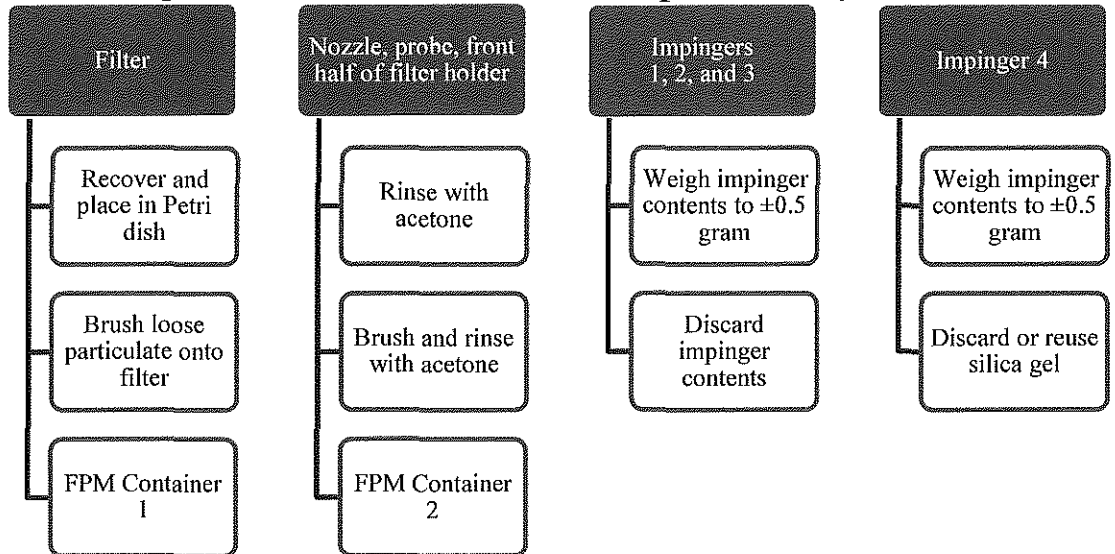 Filter
Recover and
place in Petri
dish
Brush loose
particulate onto
filter
FPM Container
1
Nozzle, probe, front
half of filter holder
Rinse with
acetone
Brush and rinse
with acetone
FPM Container
2
Impingers
1, 2, and 3
Weigh impinger
contents to ±0.5
gram
Discard
impinger
contents
Impinger 4
Weigh impinger
contents to ±0.5
gram
Discard or reuse
silica gel